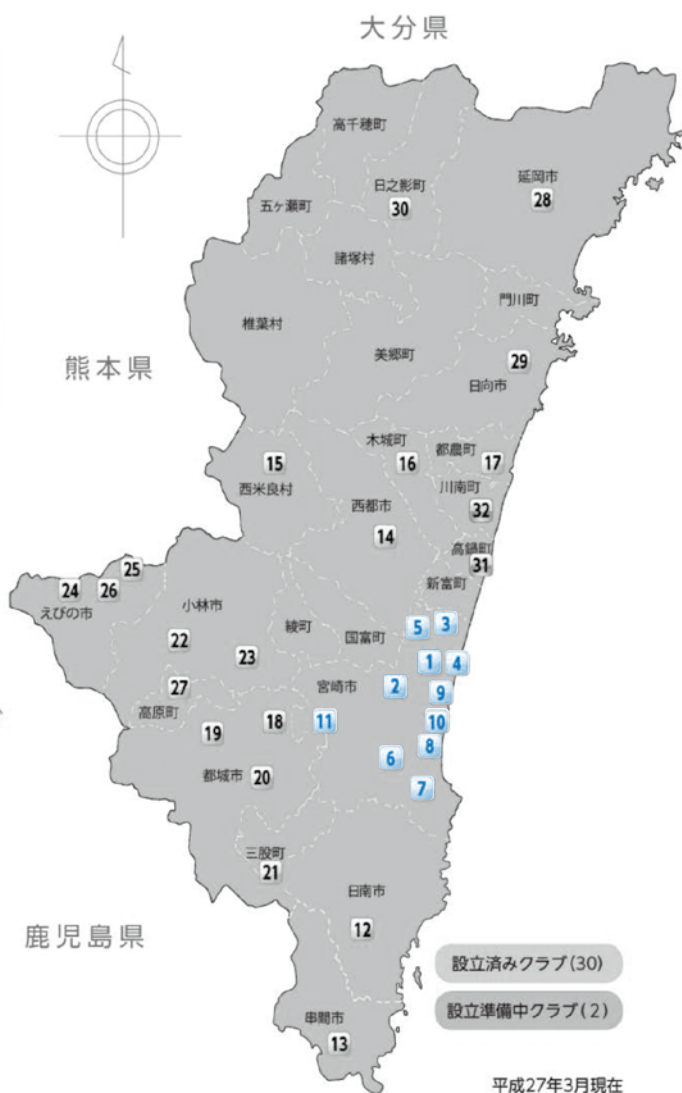 大分県
高千穂町
日之影町
30
延岡市
28
五ヶ瀬町
諸塚村
門川町
椎葉村
美郷町
熊本県
29
日向市
木城町
16
都農町
17
15
西米良村
川南町
32
西都市
14
高鍋町
31
新富町
25
24
26
えびの市
小林市
22
23
綾町
国富町
5
3
1
4
宮崎市
2
9
27
高原町
19
18
11
10
8
6
7
都城市
20
三股町
21
日南市
12
鹿児島県
設立済みクラブ(30)
設立準備中クラブ(2)
串間市
13
平成27年3月現在